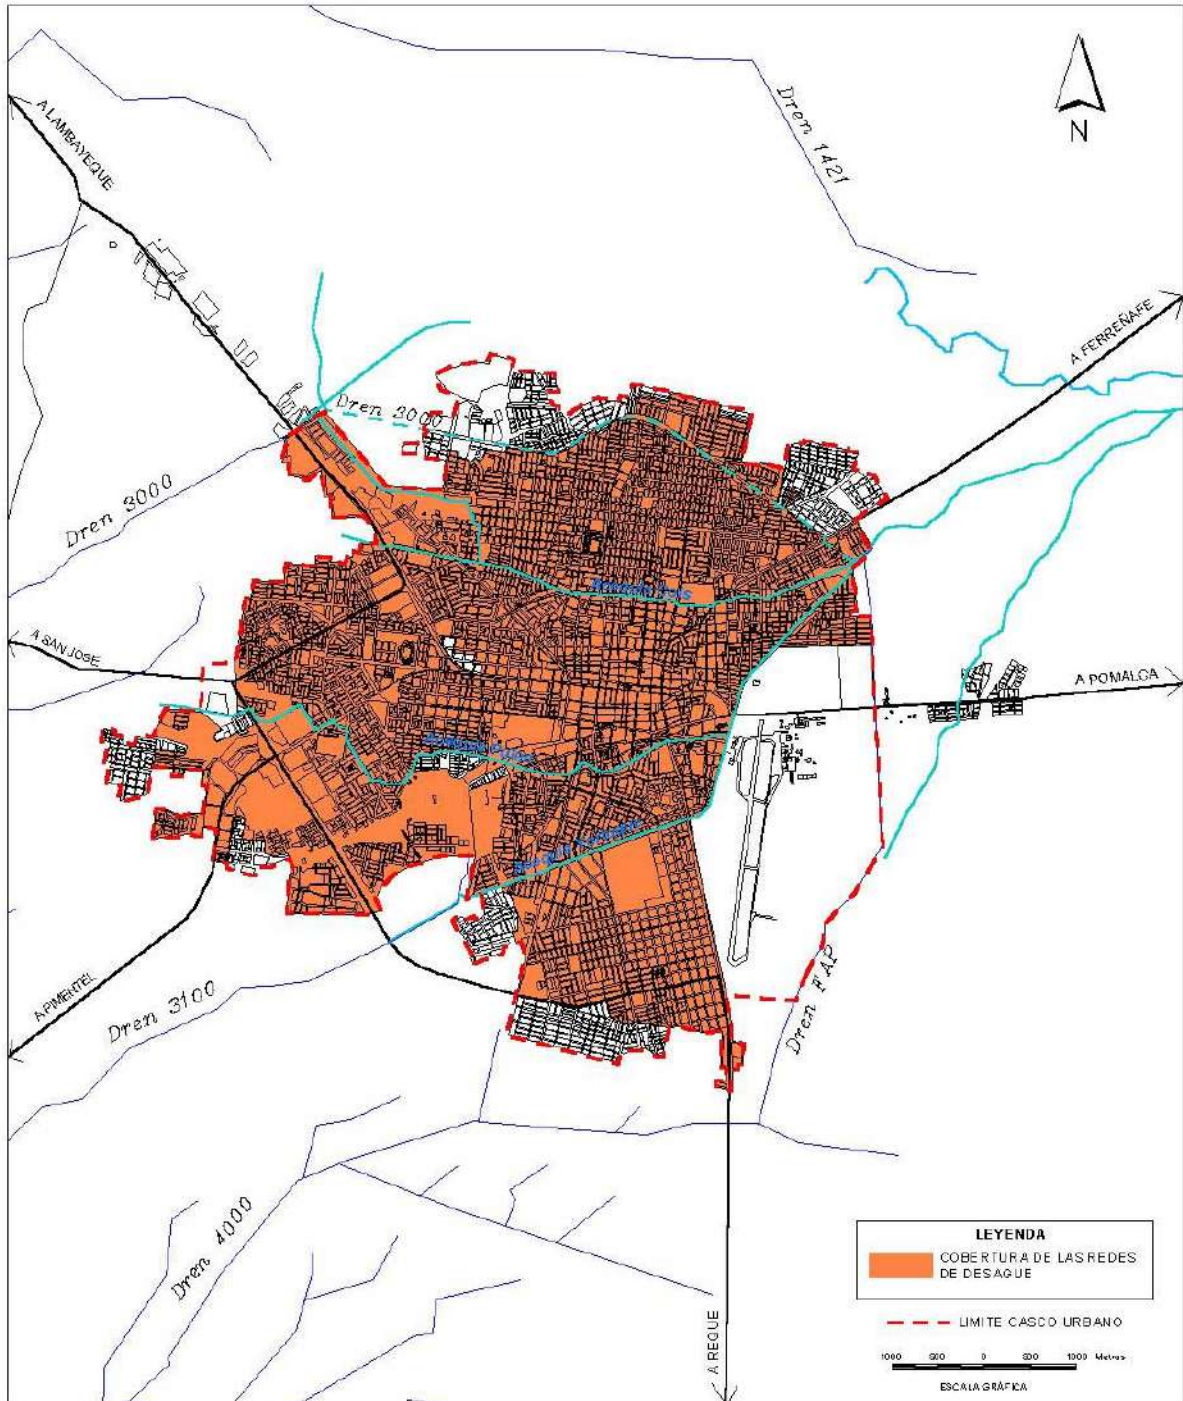 Dren 1421
N
A LAMBAYEQUE
A FERREÑAFE
Dren 3000
Dren 3000
A SAN JOSE
A POMALCA
A PIMENTEL
Dren 3100
Dren FAP
Dren 4000
A REQUE
LEYENDA
COBERTURA DE LAS REDES
DE DESAGUE
LIMITE CASCO URBANO
1000 500 0 500 1000 Metros
ESCALA GRÁFICA